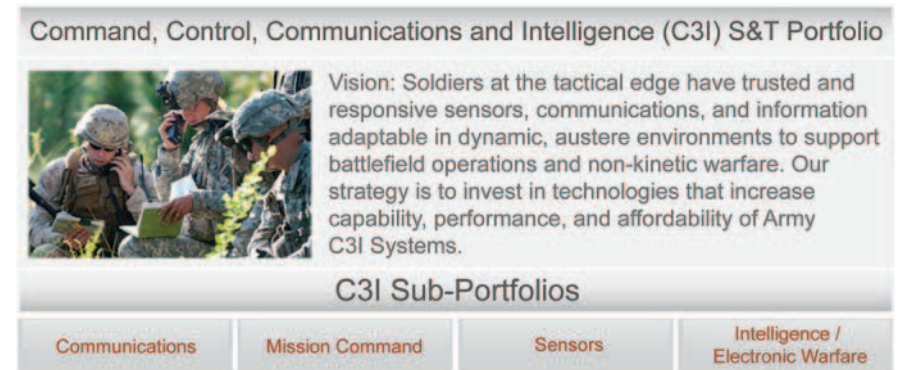 Command, Control, Communications and Intelligence (C3I) S&T Portfolio
Vision: Soldiers at the tactical edge have trusted and
responsive sensors, communications, and information
adaptable in dynamic, austere environments to support
battlefield operations and non-kinetic warfare. Our
strategy is to invest in technologies that increase
capability, performance, and affordability of Army
C3I Systems.
C3I Sub-Portfolios
Communications
Mission Command
Sensors
Intelligence /
Electronic Warfare